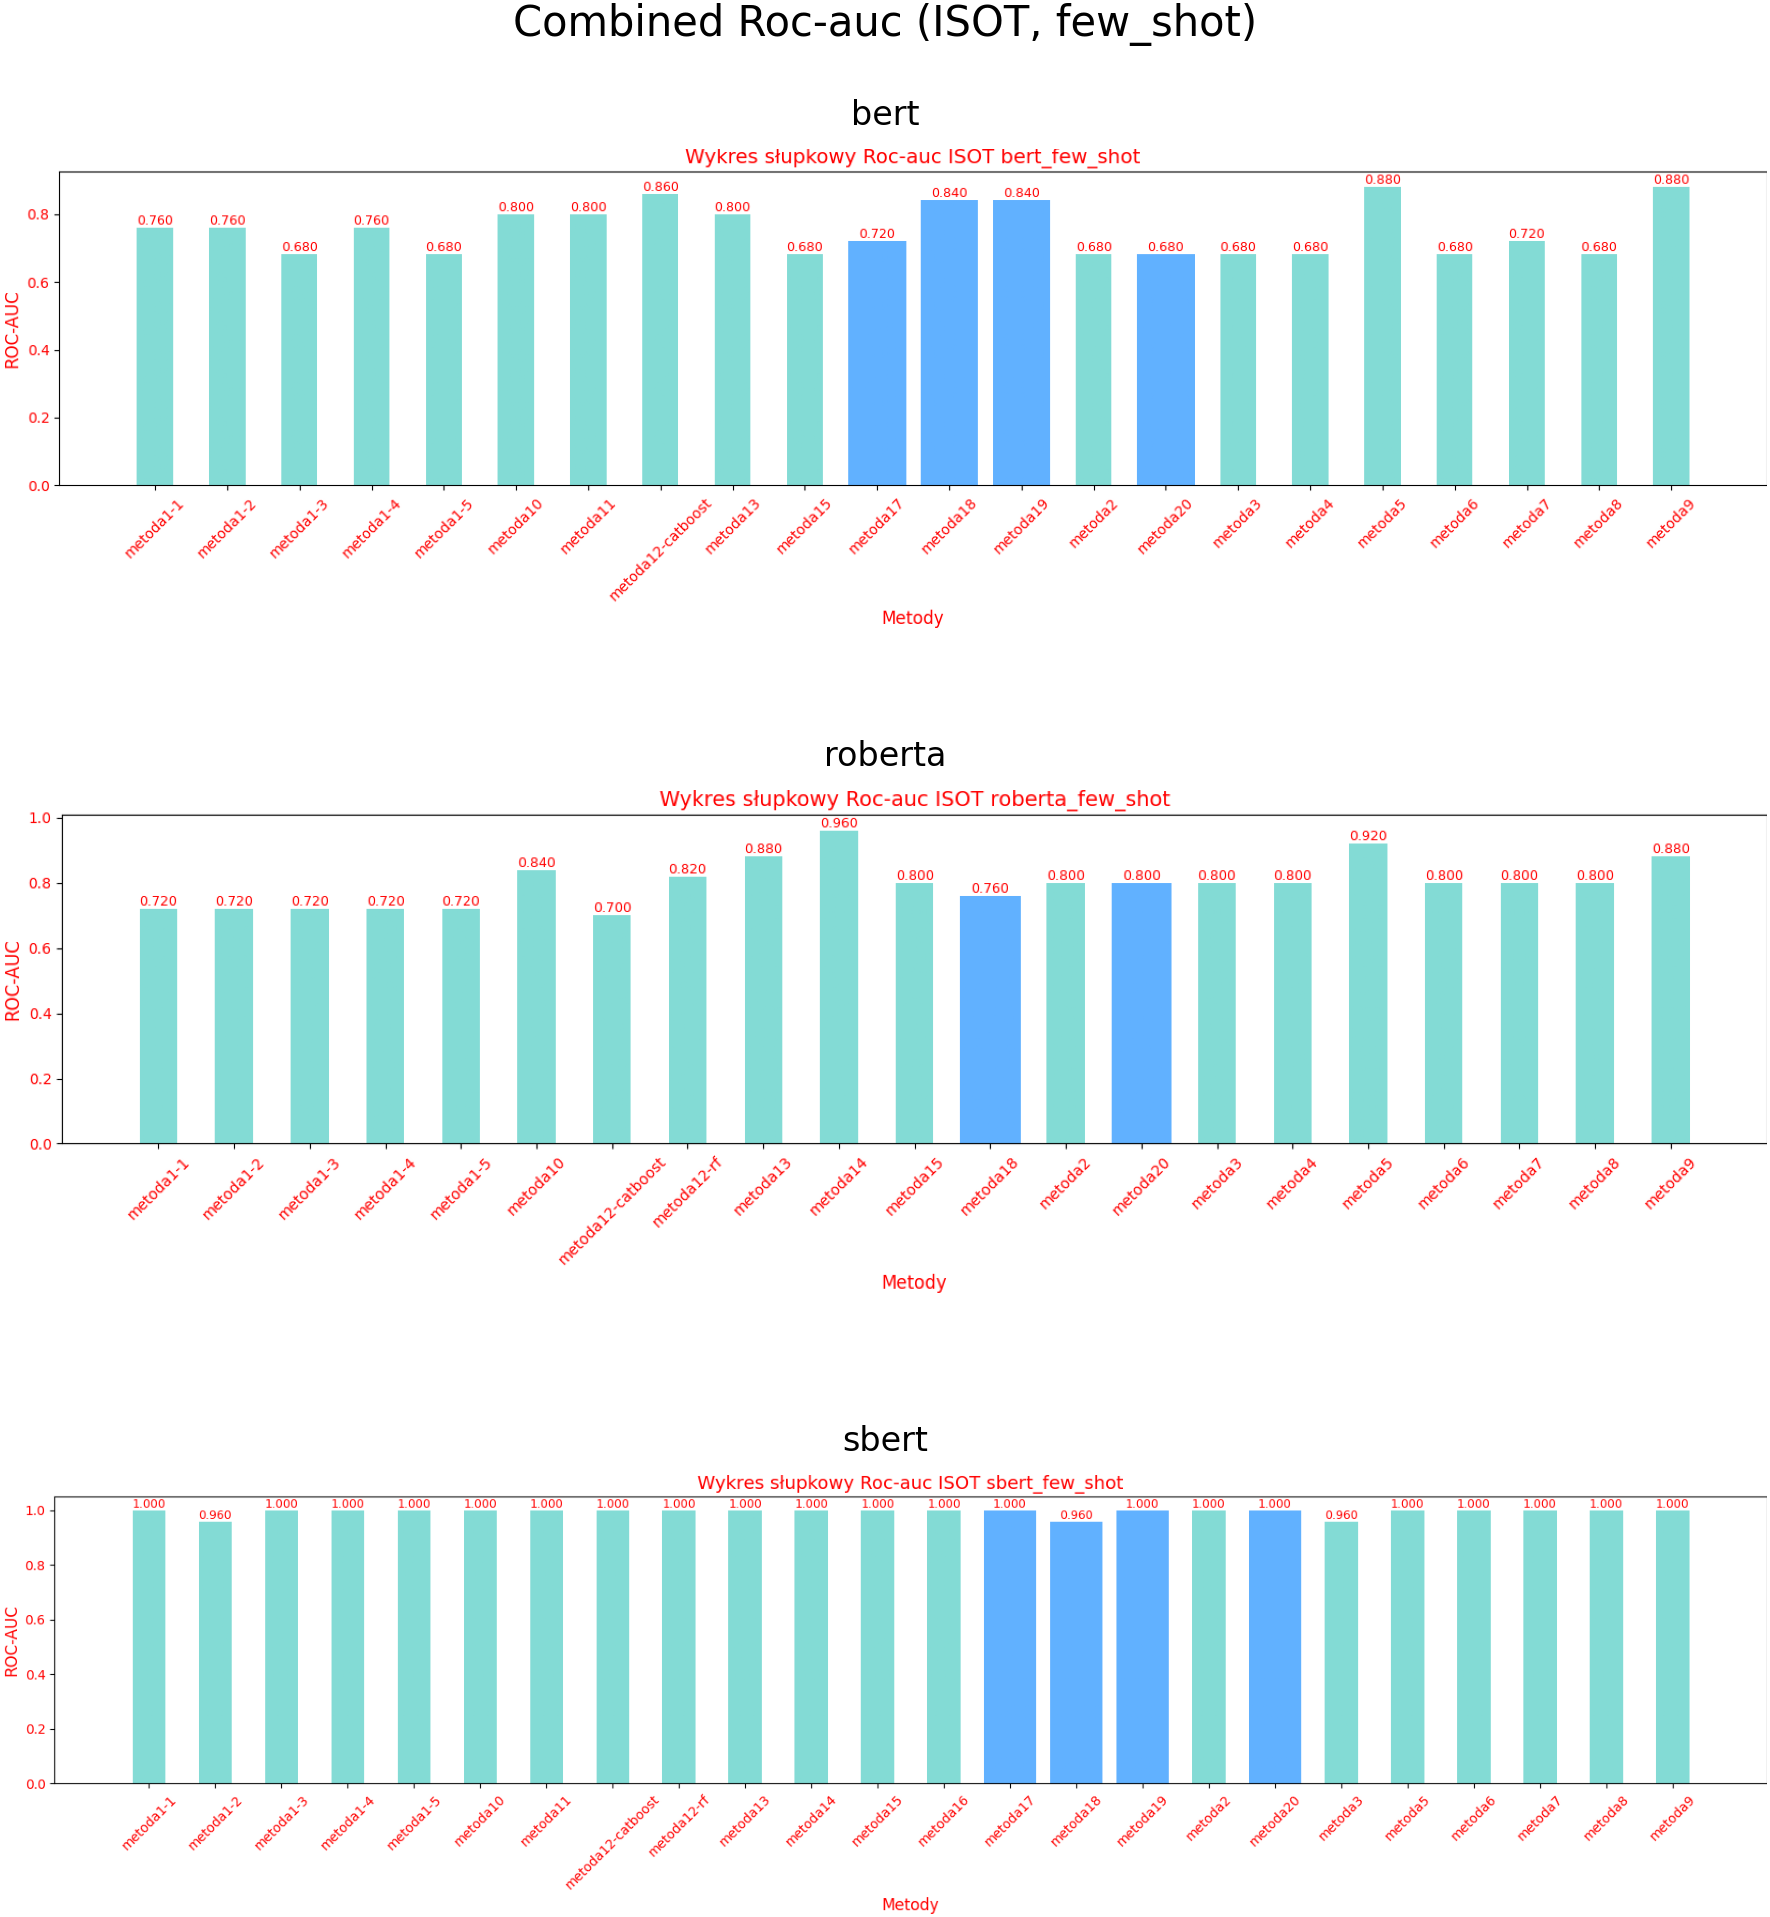 Combined Roc-auc (ISOT, few_shot)
bert
Wykres słupkowy Roc-auc ISOT bert_few_shot
0.760 0.760 0.680 0.760 0.680 0.800 0.800 0.860 0.800 0.680 0.720 0.840 0.840 0.680 0.680 0.680 0.680 0.880 0.680 0.720 0.680 0.880
0.8
0.6
0.4
0.2
0.0
ROC-AUC
metoda1-1 metoda1-2 metoda1-3 metoda1-4 metoda1-5 metoda10 metoda11 metoda12-catboost metoda13 metoda15 metoda17 metoda18 metoda19 metoda2 metoda20 metoda3 metoda4 metoda5 metoda6 metoda7 metoda8 metoda9
Metody
roberta
Wykres słupkowy Roc-auc ISOT roberta_few_shot
0.720 0.720 0.720 0.720 0.720 0.840 0.700 0.820 0.880 0.960 0.800 0.760 0.800 0.800 0.800 0.800 0.920 0.800 0.800 0.800 0.880
1.0
0.8
0.6
0.4
0.2
0.0
ROC-AUC
metoda1-1 metoda1-2 metoda1-3 metoda1-4 metoda1-5 metoda10 metoda12-catboost metoda12-rf metoda13 metoda14 metoda15 metoda18 metoda2 metoda20 metoda3 metoda4 metoda5 metoda6 metoda7 metoda8 metoda9
Metody
sbert
Wykres słupkowy Roc-auc ISOT sbert_few_shot
1.000 0.960 1.000 1.000 1.000 1.000 1.000 1.000 1.000 1.000 1.000 1.000 1.000 1.000 0.960 1.000 1.000 1.000 0.960 1.000 1.000 1.000 1.000 1.000
1.0
0.8
0.6
0.4
0.2
0.0
ROC-AUC
metoda1-1 metoda1-2 metoda1-3 metoda1-4 metoda1-5 metoda10 metoda11 metoda12-catboost metoda12-rf metoda13 metoda14 metoda15 metoda16 metoda17 metoda18 metoda19 metoda2 metoda20 metoda3 metoda5 metoda6 metoda7 metoda8 metoda9
Metody